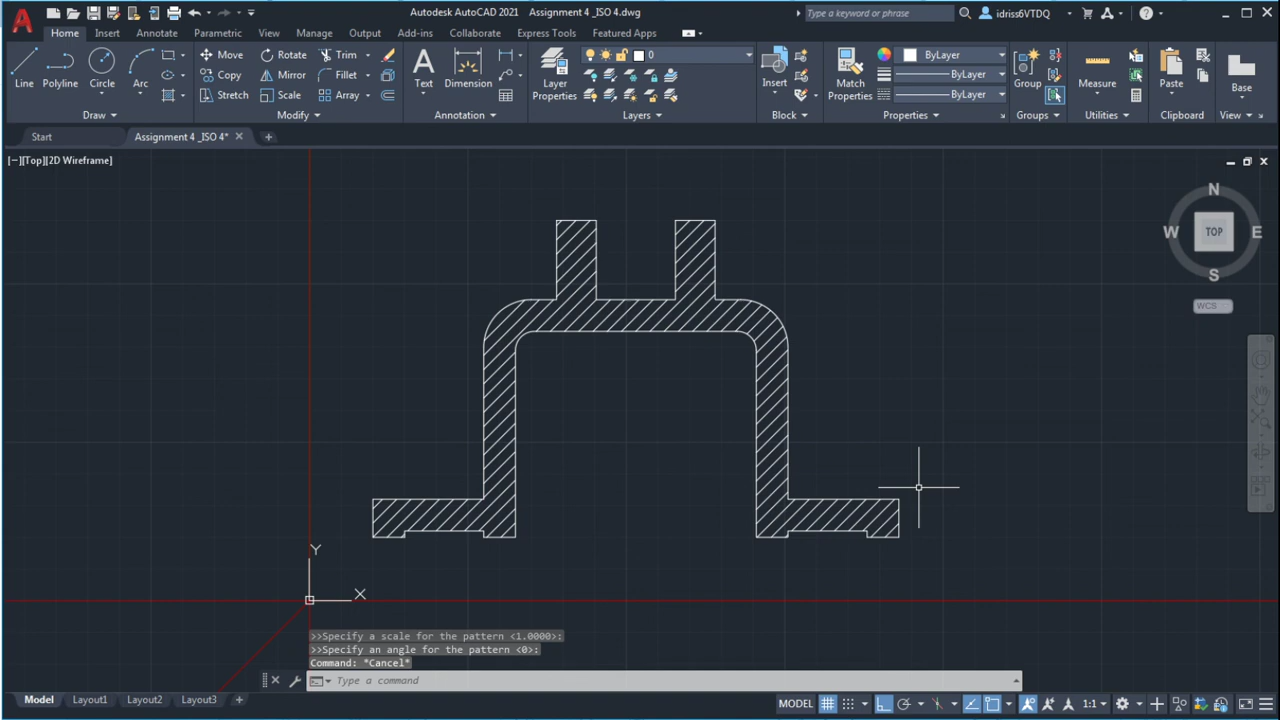 Autodesk AutoCAD 2021 Assignment 4 _ISO 4.dwg Type a keyword or phrase idriss6VTDQ
Home Insert Annotate Parametric View Manage Output Add-ins Collaborate Express Tools Featured Apps
Line Polyline Circle Arc
Move Rotate Trim
Copy Mirror Fillet
Stretch Scale Array
Text Dimension
Layer Properties
0
Insert
Match Properties
ByLayer
ByLayer
ByLayer
Group
Measure
Paste
Base
Draw Modify Annotation Layers Block Properties Groups Utilities Clipboard View
Start Assignment 4 _ISO 4*
[−][Top][2D Wireframe]
N
W TOP E
S
WCS
Y
X
>>Specify a scale for the pattern <1.0000>:
>>Specify an angle for the pattern <0>:
Command: *Cancel*
Type a command
Model Layout1 Layout2 Layout3 + MODEL 1:1